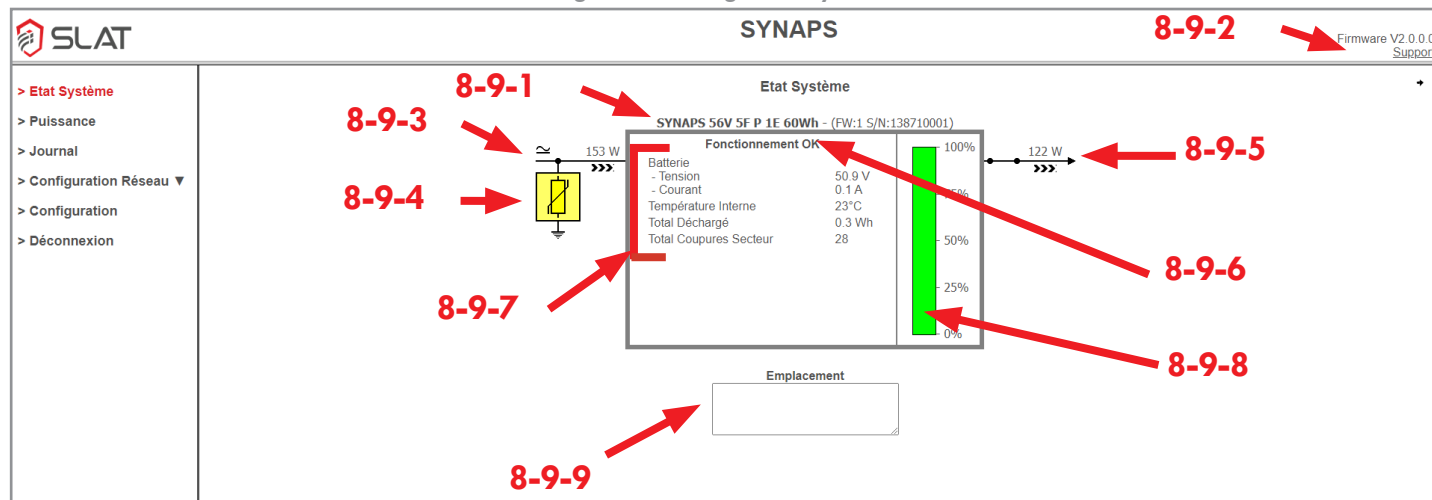 SLAT
SYNAPS
8-9-2
Firmware V2.0.0.0
Support
> Etat Système
> Puissance
> Journal
> Configuration Réseau ▼
> Configuration
> Déconnexion
Etat Système
8-9-1
SYNAPS 56V 5F P 1E 60Wh - (FW:1 S/N:138710001)
8-9-3
153 W
Fonctionnement OK
Batterie
- Tension 50.9 V
- Courant 0.1 A
Température Interne 23°C
Total Déchargé 0.3 Wh
Total Coupures Secteur 28
100%
50%
25%
0%
122 W
8-9-5
8-9-4
8-9-6
8-9-7
8-9-8
Emplacement
8-9-9